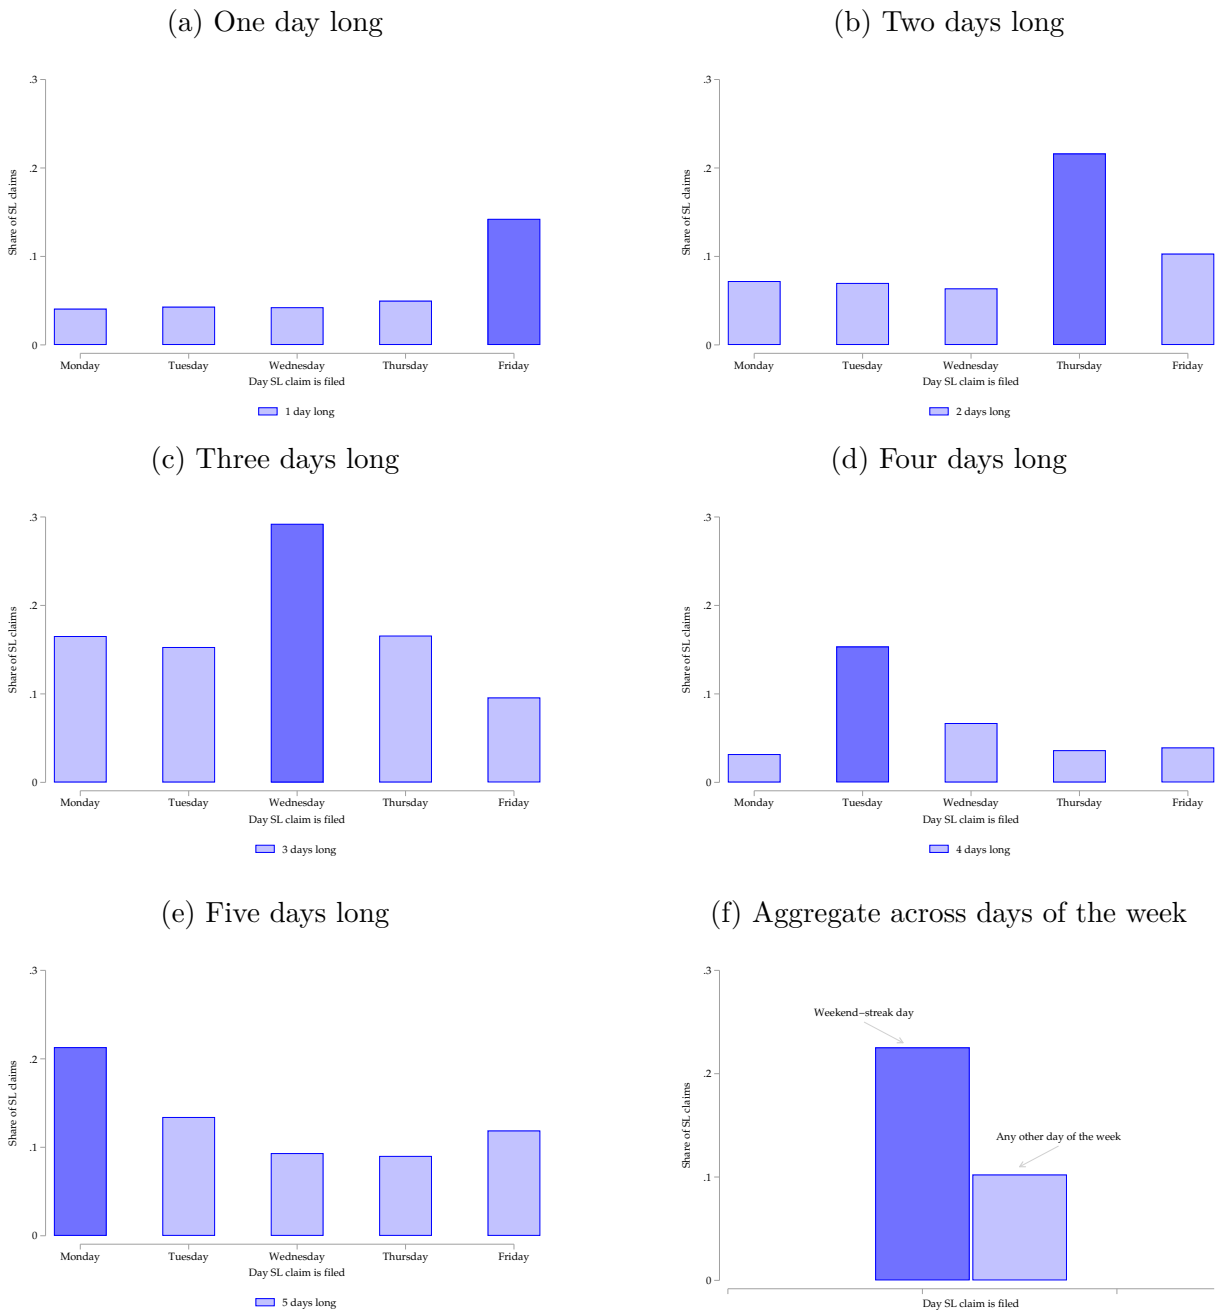 (a) One day long
.3
.2
.1
0
Share of SL claims
Monday Tuesday Wednesday Thursday Friday
Day SL claim is filed
1 day long
(b) Two days long
.3
.2
.1
0
Share of SL claims
Monday Tuesday Wednesday Thursday Friday
Day SL claim is filed
2 days long
(c) Three days long
.3
.2
.1
0
Share of SL claims
Monday Tuesday Wednesday Thursday Friday
Day SL claim is filed
3 days long
(d) Four days long
.3
.2
.1
0
Share of SL claims
Monday Tuesday Wednesday Thursday Friday
Day SL claim is filed
4 days long
(e) Five days long
.3
.2
.1
0
Share of SL claims
Monday Tuesday Wednesday Thursday Friday
Day SL claim is filed
5 days long
(f) Aggregate across days of the week
.3
.2
.1
0
Share of SL claims
Weekend−streak day
Any other day of the week
Day SL claim is filed